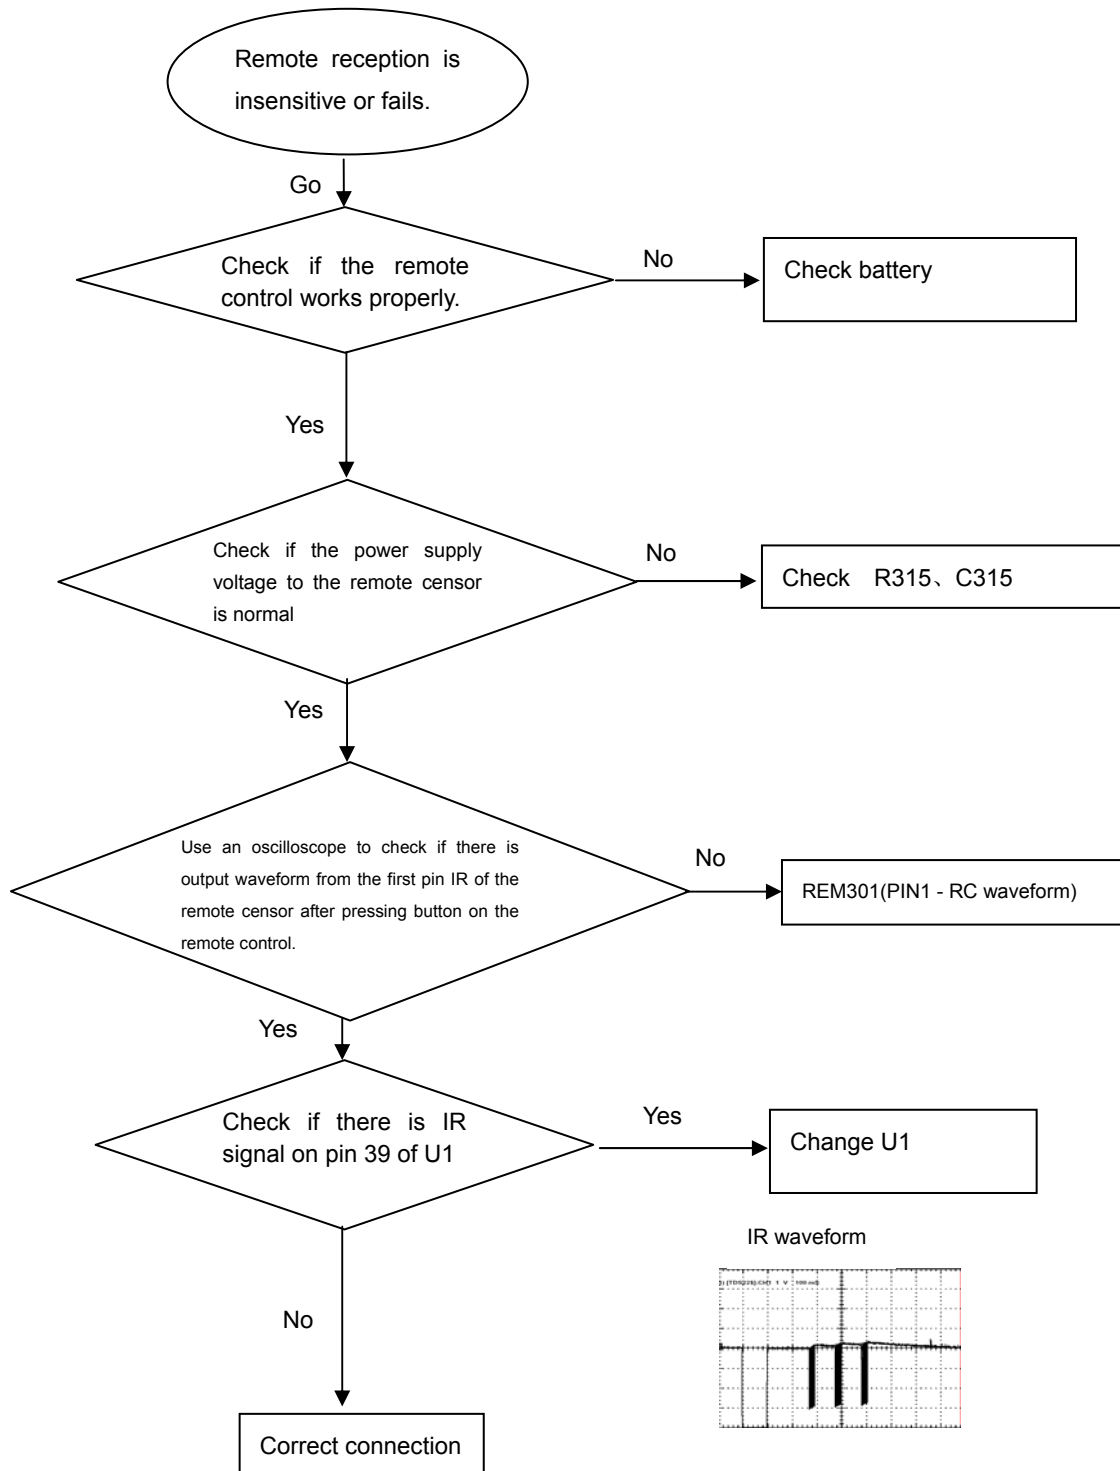 Remote reception is
insensitive or fails.
Go
Check if the remote
control works properly.
No
Check battery
Yes
Check if the power supply
voltage to the remote censor
is normal
No
Check R315、C315
Yes
Use an oscilloscope to check if there is
output waveform from the first pin IR of the
remote censor after pressing button on the
remote control.
No
REM301(PIN1 - RC waveform)
Yes
Check if there is IR
signal on pin 39 of U1
Yes
Change U1
IR waveform
No
Correct connection